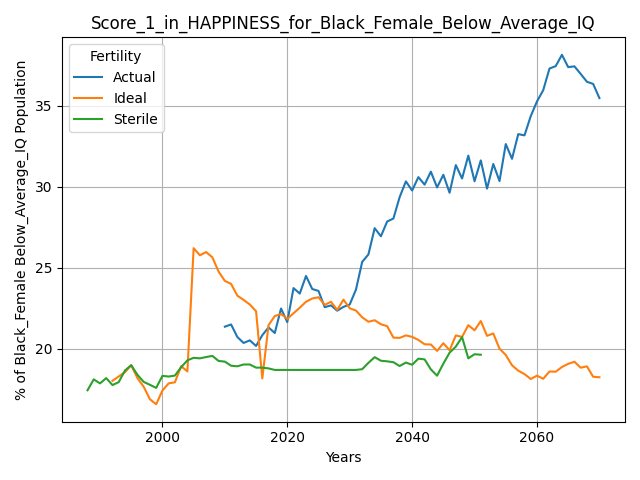 Score_1_in_HAPPINESS_for_Black_Female_Below_Average_IQ
% of Black_Female Below_Average_IQ Population
Fertility
Actual
Ideal
Sterile
35
30
25
20
2000
2020
2040
2060
Years